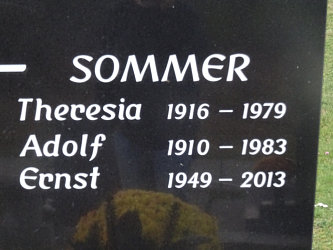 SOMMER
Theresia 1916 – 1979
Adolf 1910 – 1983
Ernst 1949 – 2013